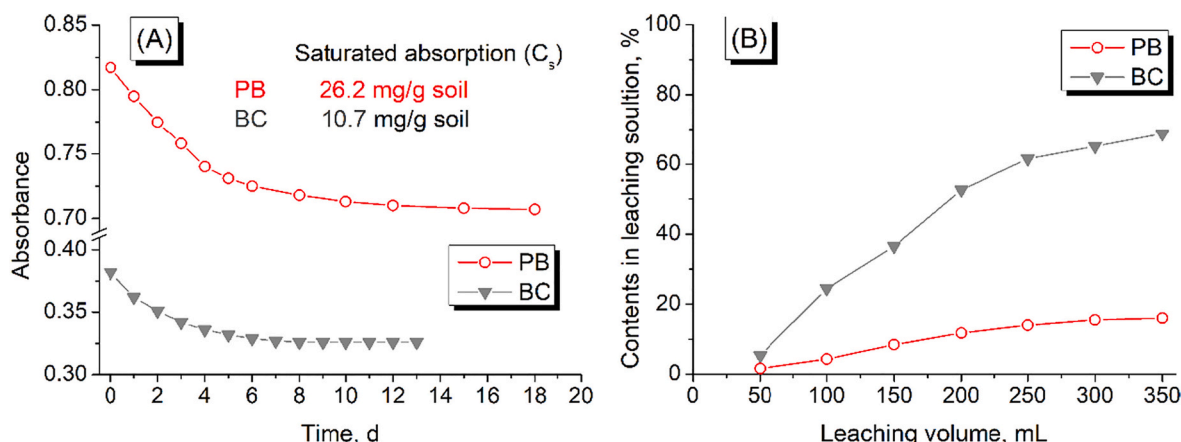 (A)
Saturated absorption (Cs)
PB 26.2 mg/g soil
BC 10.7 mg/g soil
Absorbance
0.85
0.80
0.75
0.70
0.40
0.35
0.30
PB
BC
0 2 4 6 8 10 12 14 16 18 20
Time, d
(B)
PB
BC
Contents in leaching soultion, %
100
80
60
40
20
0
0 50 100 150 200 250 300 350
Leaching volume, mL